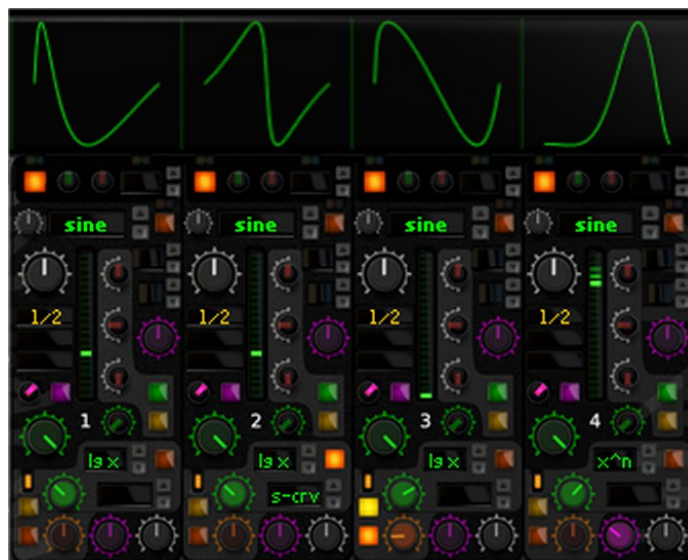 sine sine sine sine
1/2 1/2 1/2 1/2
1 2 3 4
lg x lg x lg x x^n
s-crv